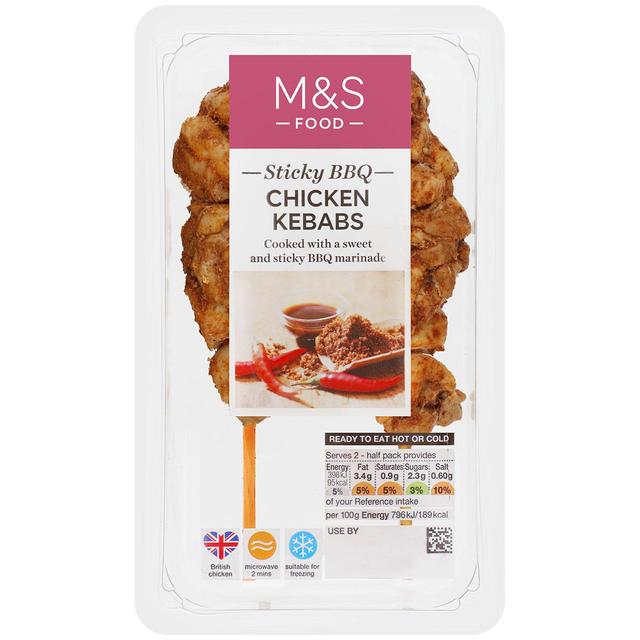 M&S
FOOD
Sticky BBQ
CHICKEN
KEBABS
Cooked with a sweet
and sticky BBQ marinade
READY TO EAT HOT OR COLD
Serves 2 - half pack provides
Energy Fat Saturates Sugars Salt
398KJ 3.4g 0.9g 2.3g 0.60g
95kcal
5% 5% 5% 3% 10%
of your Reference intake
per 100g Energy 796KJ/189kcal
USE BY
British microwave suitable for
chicken 2 mins freezing